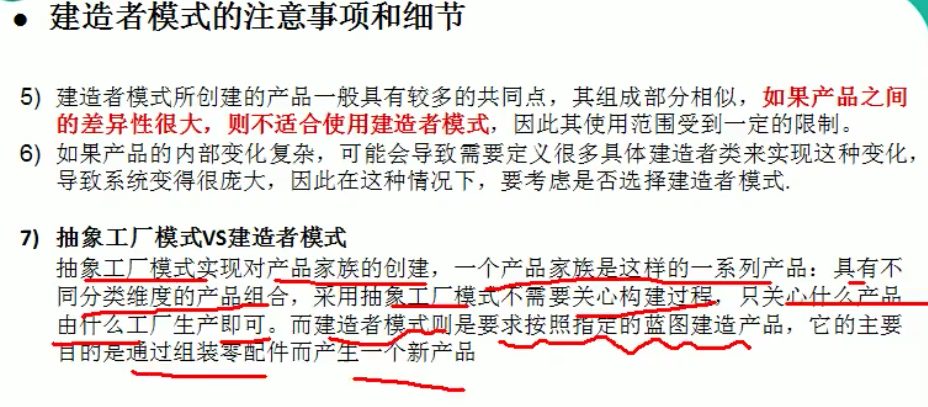 ● 建造者模式的注意事项和细节
5) 建造者模式所创建的产品一般具有较多的共同点，其组成部分相似，如果产品之间
的差异性很大，则不适合使用建造者模式，因此其使用范围受到一定的限制。
6) 如果产品的内部变化复杂，可能会导致需要定义很多具体建造者类来实现这种变化，
导致系统变得很庞大，因此在这种情况下，要考虑是否选择建造者模式.
7) 抽象工厂模式VS建造者模式
抽象工厂模式实现对产品家族的创建，一个产品家族是这样的一系列产品：具有不
同分类维度的产品组合，采用抽象工厂模式不需要关心构建过程，只关心什么产品
由什么工厂生产即可。而建造者模式则是要求按照指定的蓝图建造产品，它的主要
目的是通过组装零配件而产生一个新产品